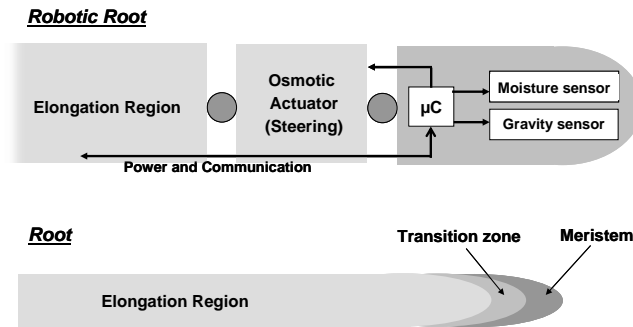 Robotic Root
Elongation Region
Osmotic
Actuator
(Steering)
µC
Moisture sensor
Gravity sensor
Power and Communication
Root
Transition zone
Meristem
Elongation Region